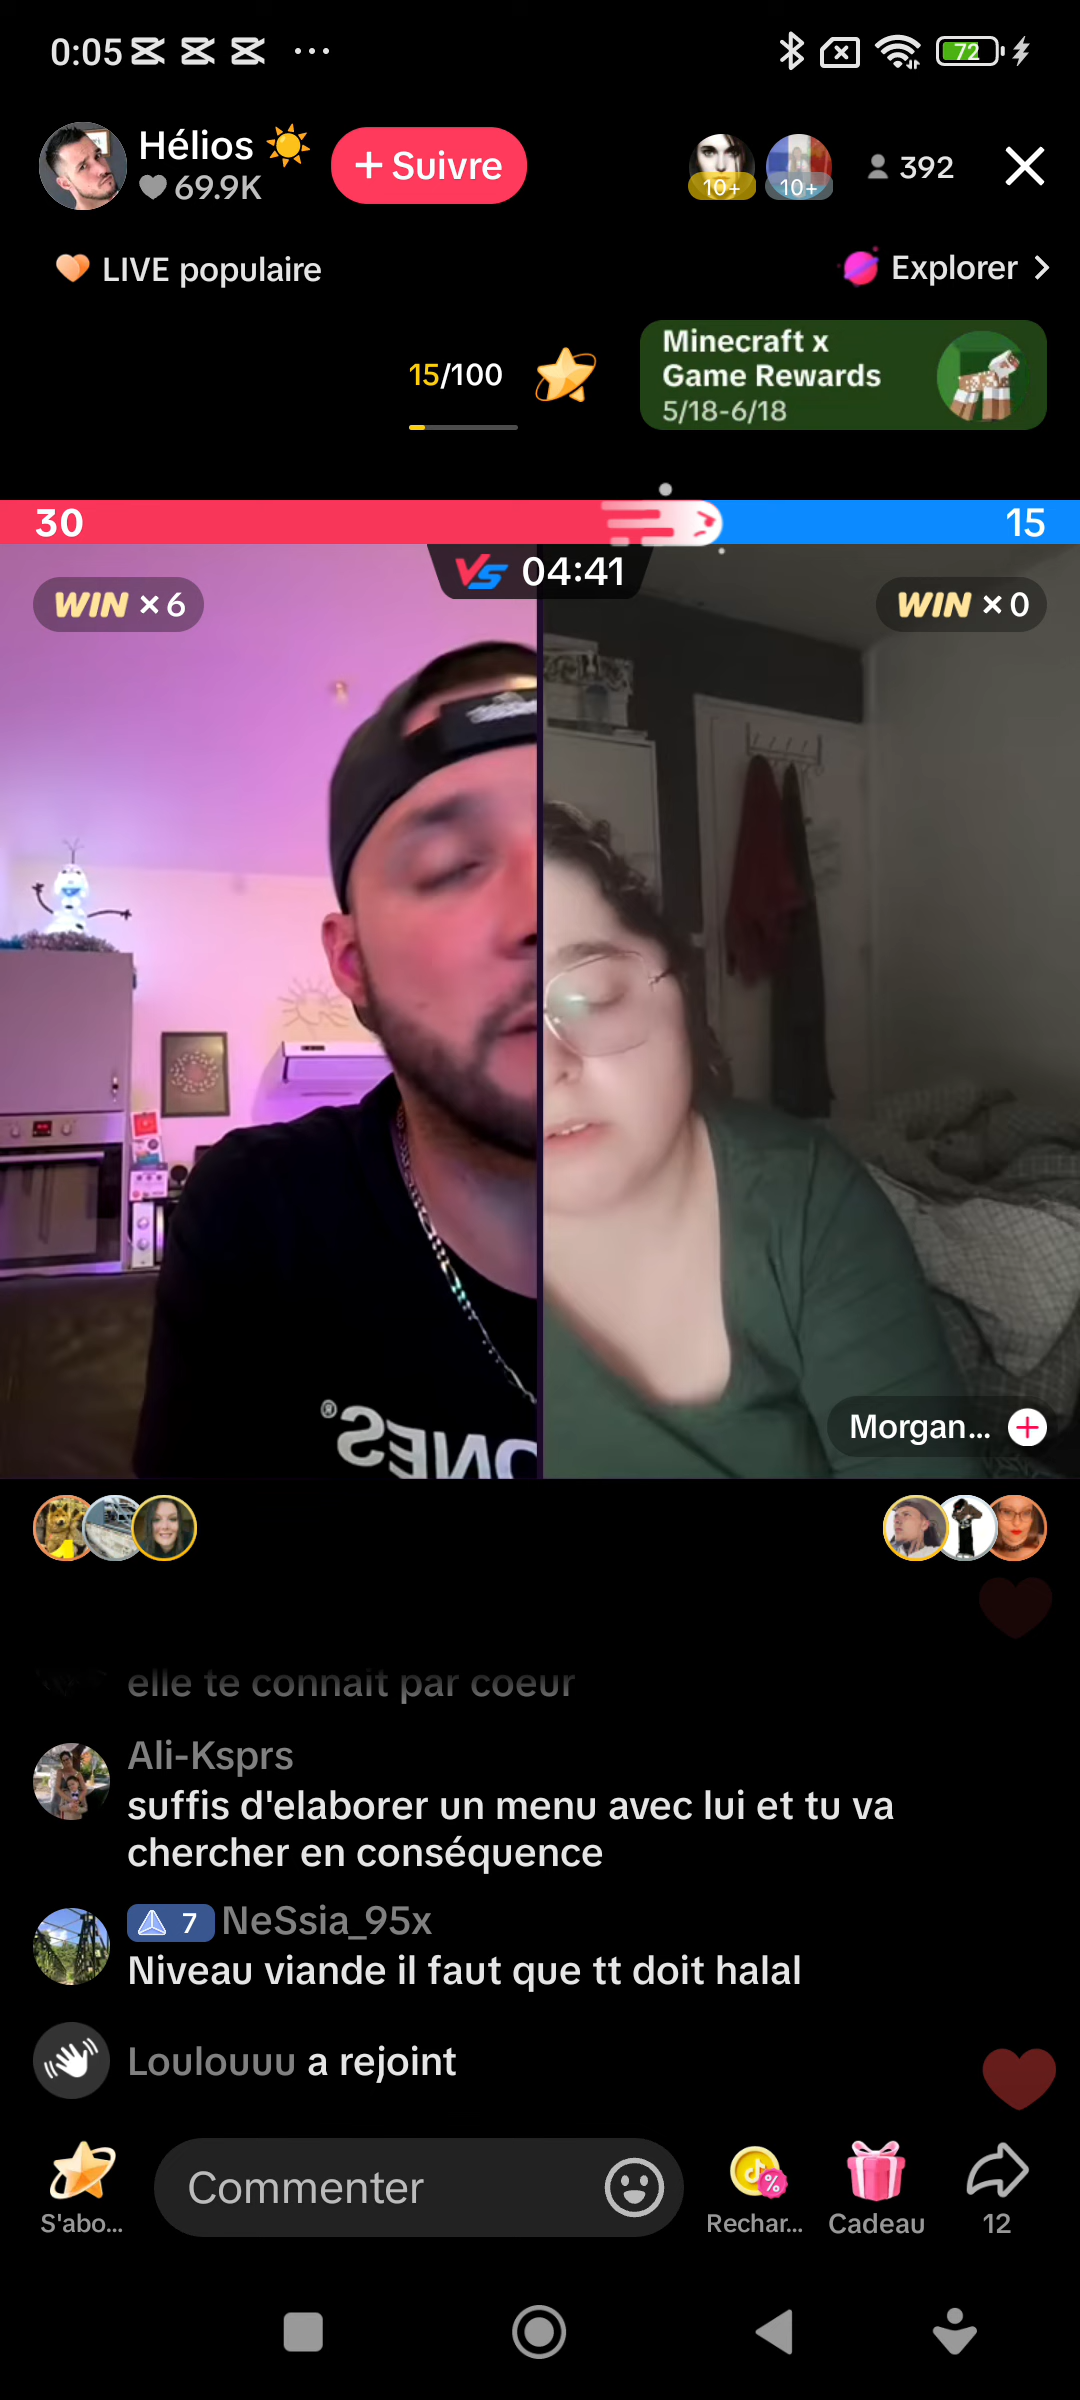 0:05
72
Hélios
+ Suivre
69.9K
10+
10+
392
LIVE populaire
Explorer
15/100
Minecraft x
Game Rewards
5/18-6/18
30
15
VS 04:41
WIN × 6
WIN × 0
ONES®
Morgan...
elle te connait par coeur
Ali-Ksprs
suffis d'elaborer un menu avec lui et tu va
chercher en conséquence
7 NeSsia_95x
Niveau viande il faut que tt doit halal
Loulouuu a rejoint
Commenter
S'abo...
Rechar...
Cadeau
12